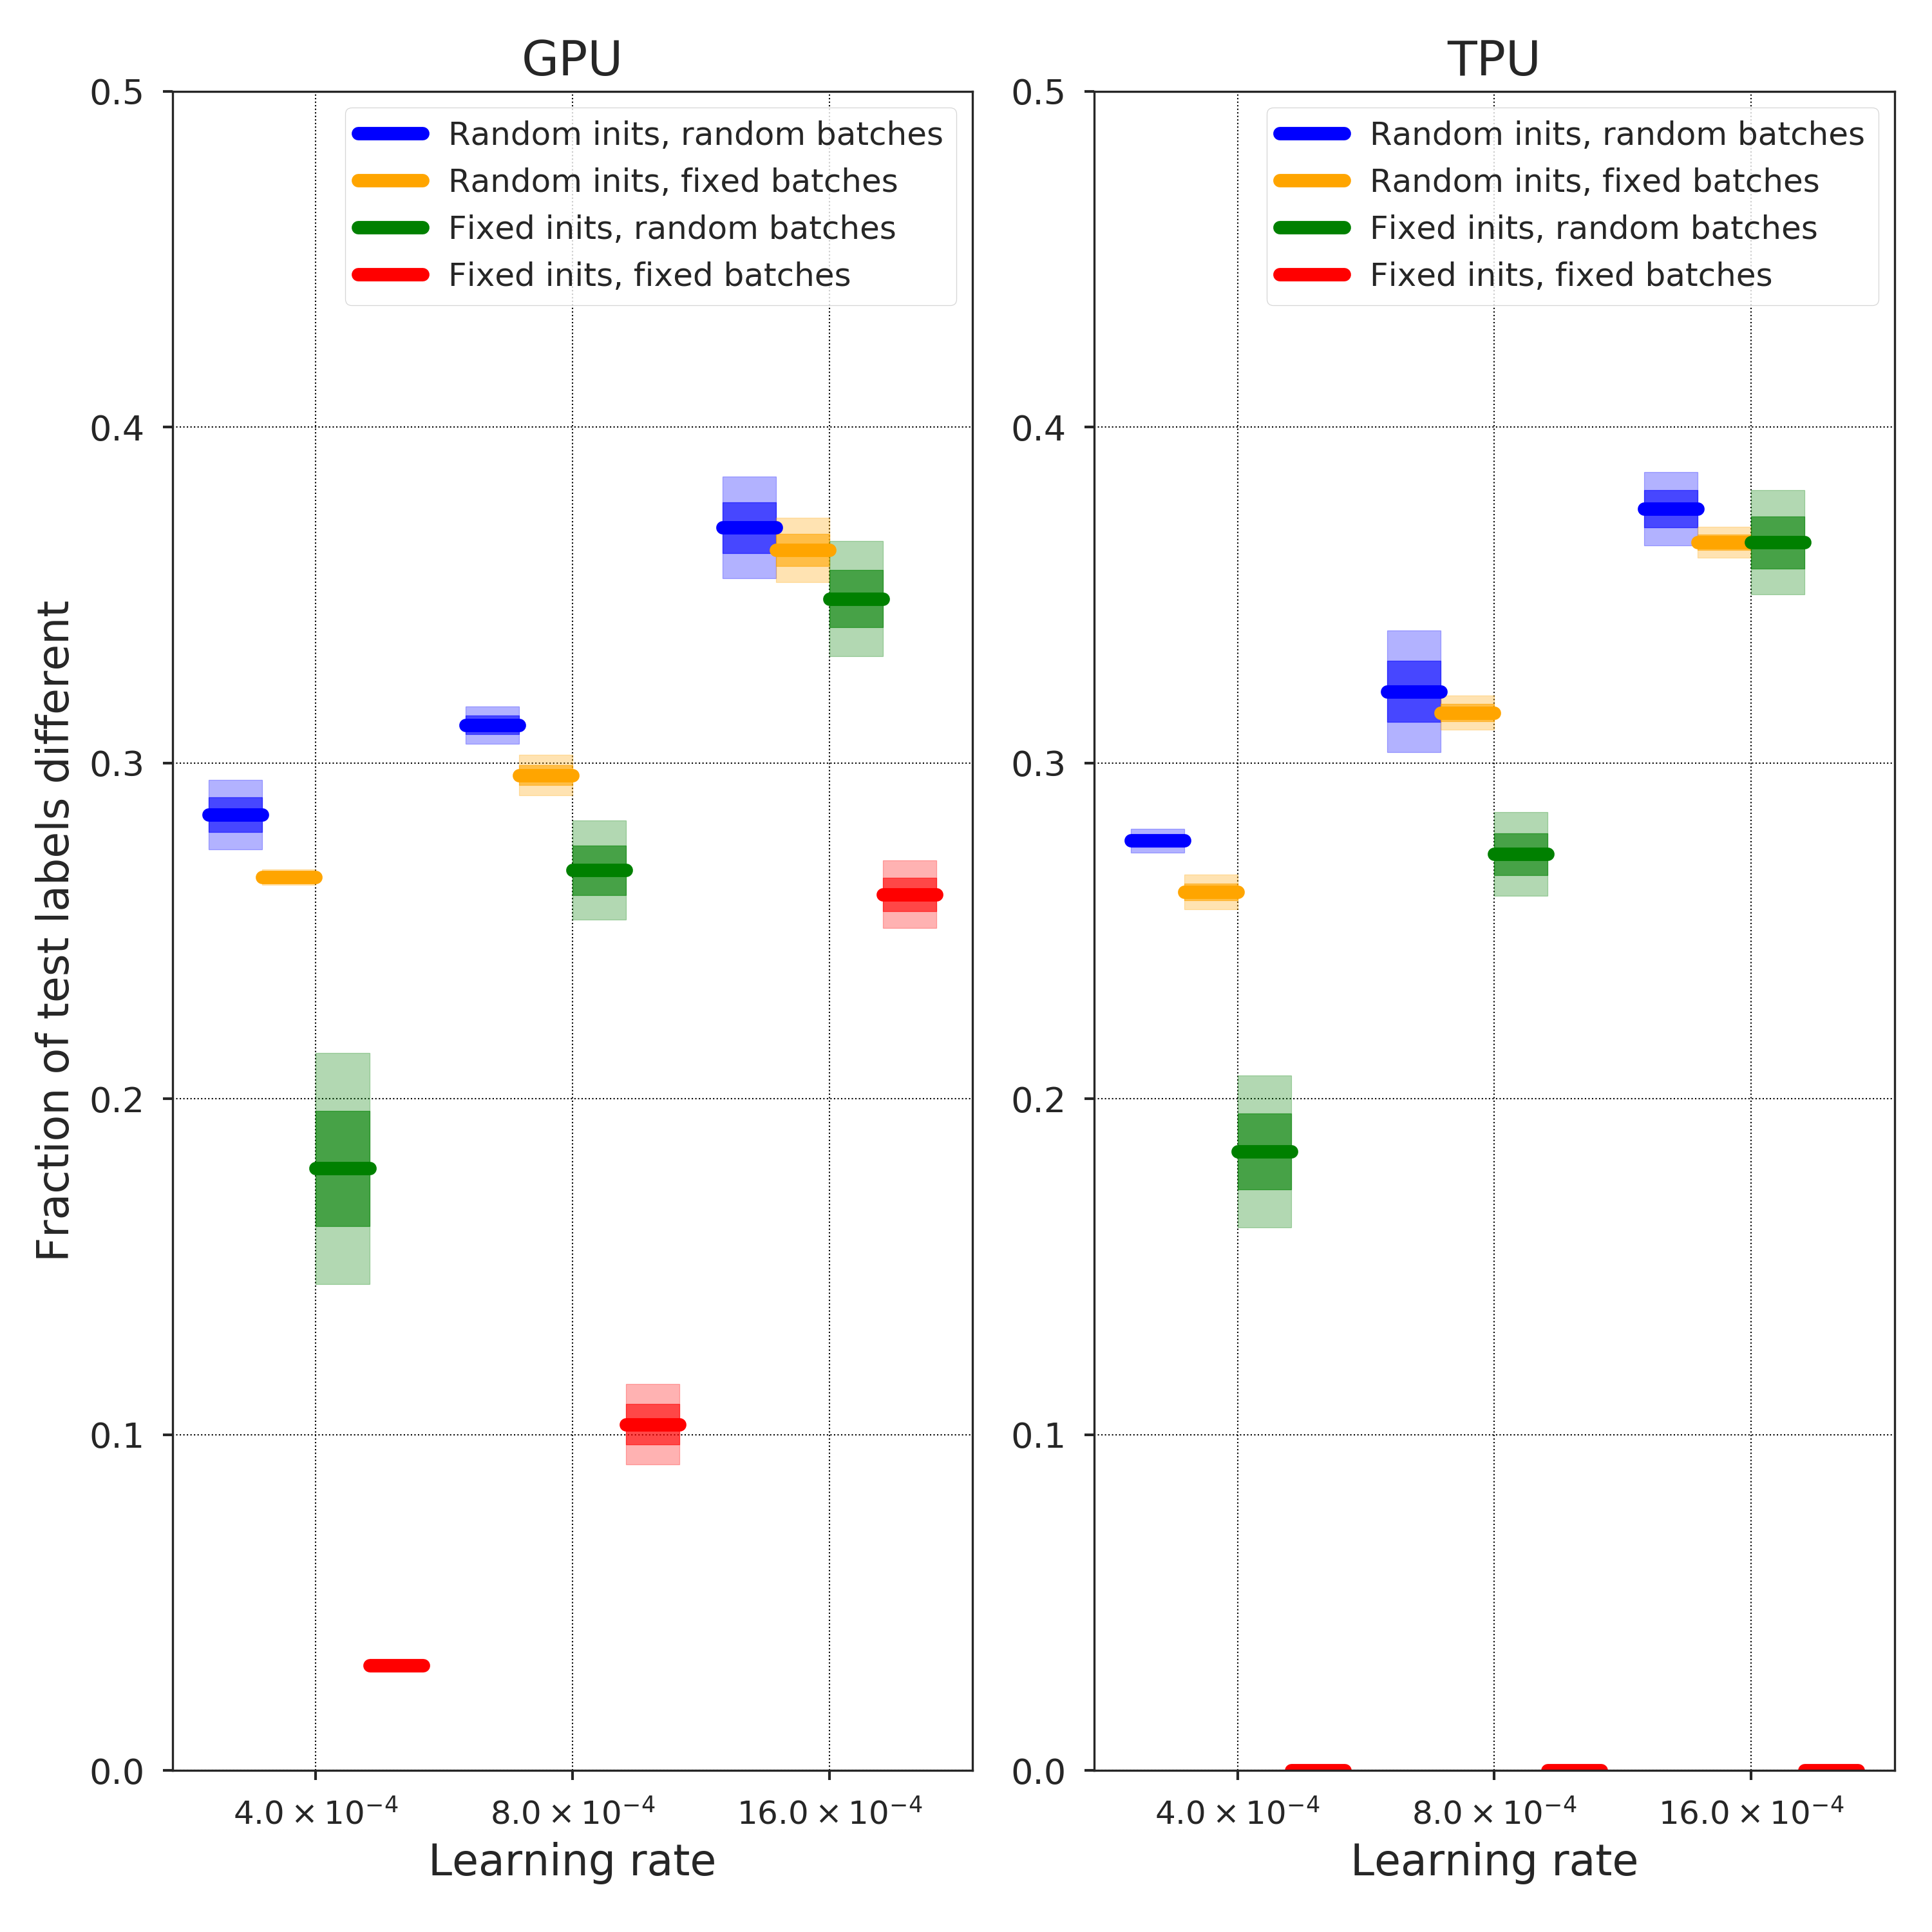 GPU
Random inits, random batches
Random inits, fixed batches
Fixed inits, random batches
Fixed inits, fixed batches
Fraction of test labels different
0.5
0.4
0.3
0.2
0.1
0.0
4.0 × 10⁻⁴
8.0 × 10⁻⁴
16.0 × 10⁻⁴
Learning rate
TPU
Random inits, random batches
Random inits, fixed batches
Fixed inits, random batches
Fixed inits, fixed batches
0.5
0.4
0.3
0.2
0.1
0.0
4.0 × 10⁻⁴
8.0 × 10⁻⁴
16.0 × 10⁻⁴
Learning rate